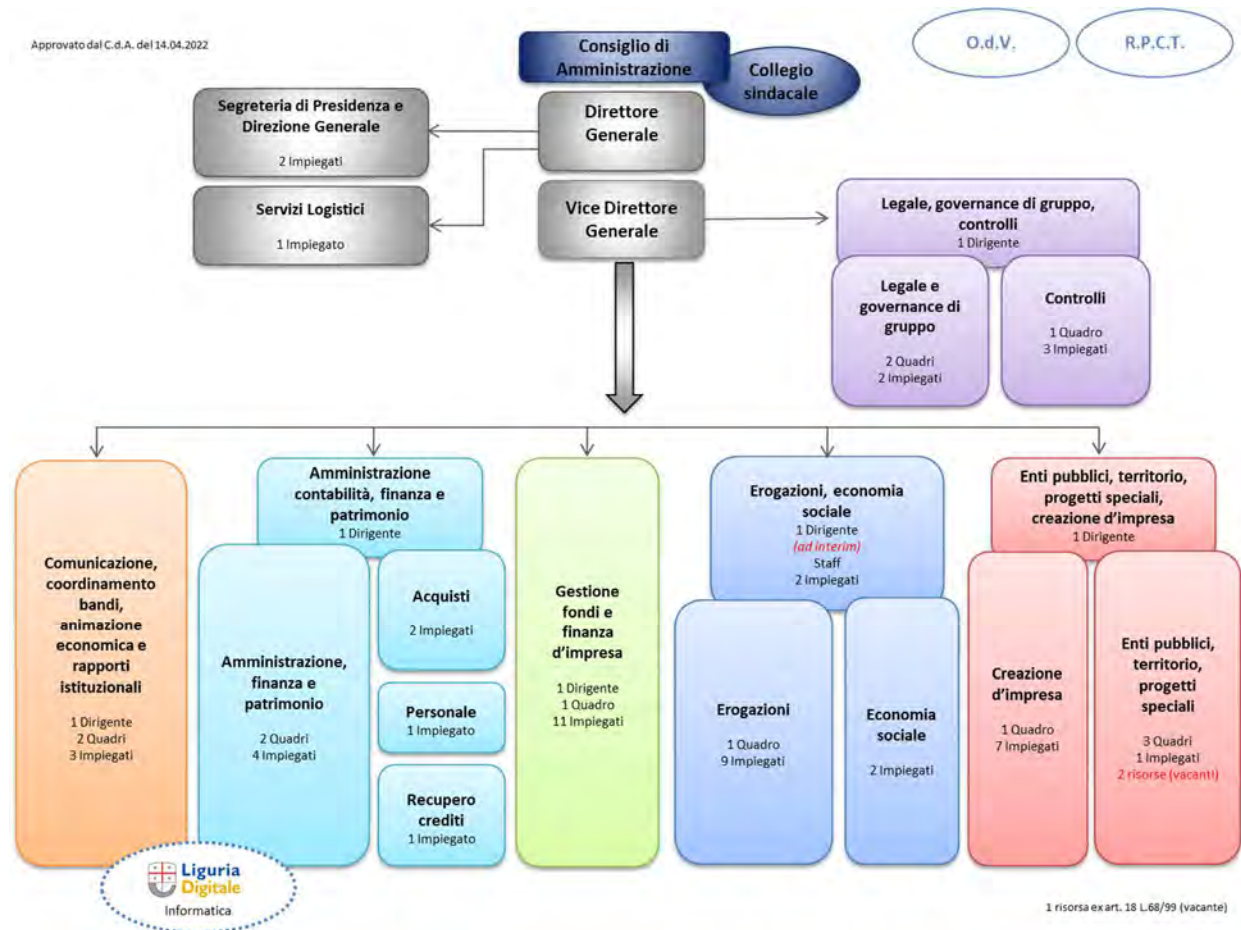 Approvato dal C.d.A. del 14.04.2022
Consiglio di
Amministrazione
Collegio
sindacale
O.d.V.
R.P.C.T.
Segreteria di Presidenza e
Direzione Generale
2 Impiegati
Direttore
Generale
Servizi Logistici
1 Impiegato
Vice Direttore
Generale
Legale, governance di gruppo,
controlli
1 Dirigente
Legale e
governance di
gruppo
2 Quadri
2 Impiegati
Controlli
1 Quadro
3 Impiegati
Comunicazione,
coordinamento
bandi,
animazione
economica e
rapporti
istituzionali
1 Dirigente
2 Quadri
3 Impiegati
Amministrazione
contabilità, finanza e
patrimonio
1 Dirigente
Amministrazione,
finanza e
patrimonio
2 Quadri
4 Impiegati
Acquisti
2 Impiegati
Personale
1 Impiegato
Recupero
crediti
1 Impiegato
Gestione
fondi e
finanza
d'impresa
1 Dirigente
1 Quadro
11 Impiegati
Erogazioni, economia
sociale
1 Dirigente
(ad interim)
Staff
2 Impiegati
Erogazioni
1 Quadro
9 Impiegati
Economia
sociale
2 Impiegati
Enti pubblici, territorio,
progetti speciali,
creazione d'impresa
1 Dirigente
Creazione
d'impresa
1 Quadro
7 Impiegati
Enti pubblici,
territorio,
progetti
speciali
3 Quadri
1 Impiegati
2 risorse (vacanti)
Liguria
Digitale
Informatica
1 risorsa ex art. 18 L.68/99 (vacante)